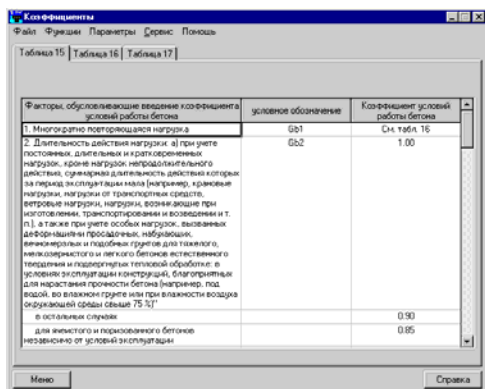 Коэффициенты
Файл Функции Параметры Сервис Помощь
Таблица 15 Таблица 16 Таблица 17
Факторы, обусловливающие введение коэффициента
условий работы бетона
условное обозначение
Коэффициент условий
работы бетона
1. Многократно повторяющаяся нагрузка
Gb1
См. табл. 16
2. Длительность действия нагрузки: а) при учете
Gb2
1.00
постоянных, длительных и кратковременных
нагрузок, кроме нагрузок непродолжительного
действия, суммарная длительность действия которых
за период эксплуатации мала (например, крановые
нагрузки, нагрузки от транспортных средств,
ветровые нагрузки, нагрузки, возникающие при
изготовлении, транспортировании и возведении и т.
п.), а также при учете особых нагрузок, вызванных
деформациями просадочных, набухающих,
вечномерзлых и подобных грунтов для тяжелого,
мелкозернистого и легкого бетонов естественного
твердения и подвергнутых тепловой обработке: в
условиях эксплуатации конструкций, благоприятных
для нарастания прочности бетона (например, под
водой, во влажном грунте или при влажности воздуха
окружающей среды свыше 75 %)"
в остальных случаях
0.90
для ячеистого и поризованного бетонов
0.85
независимо от условий эксплуатации
Меню
Справка